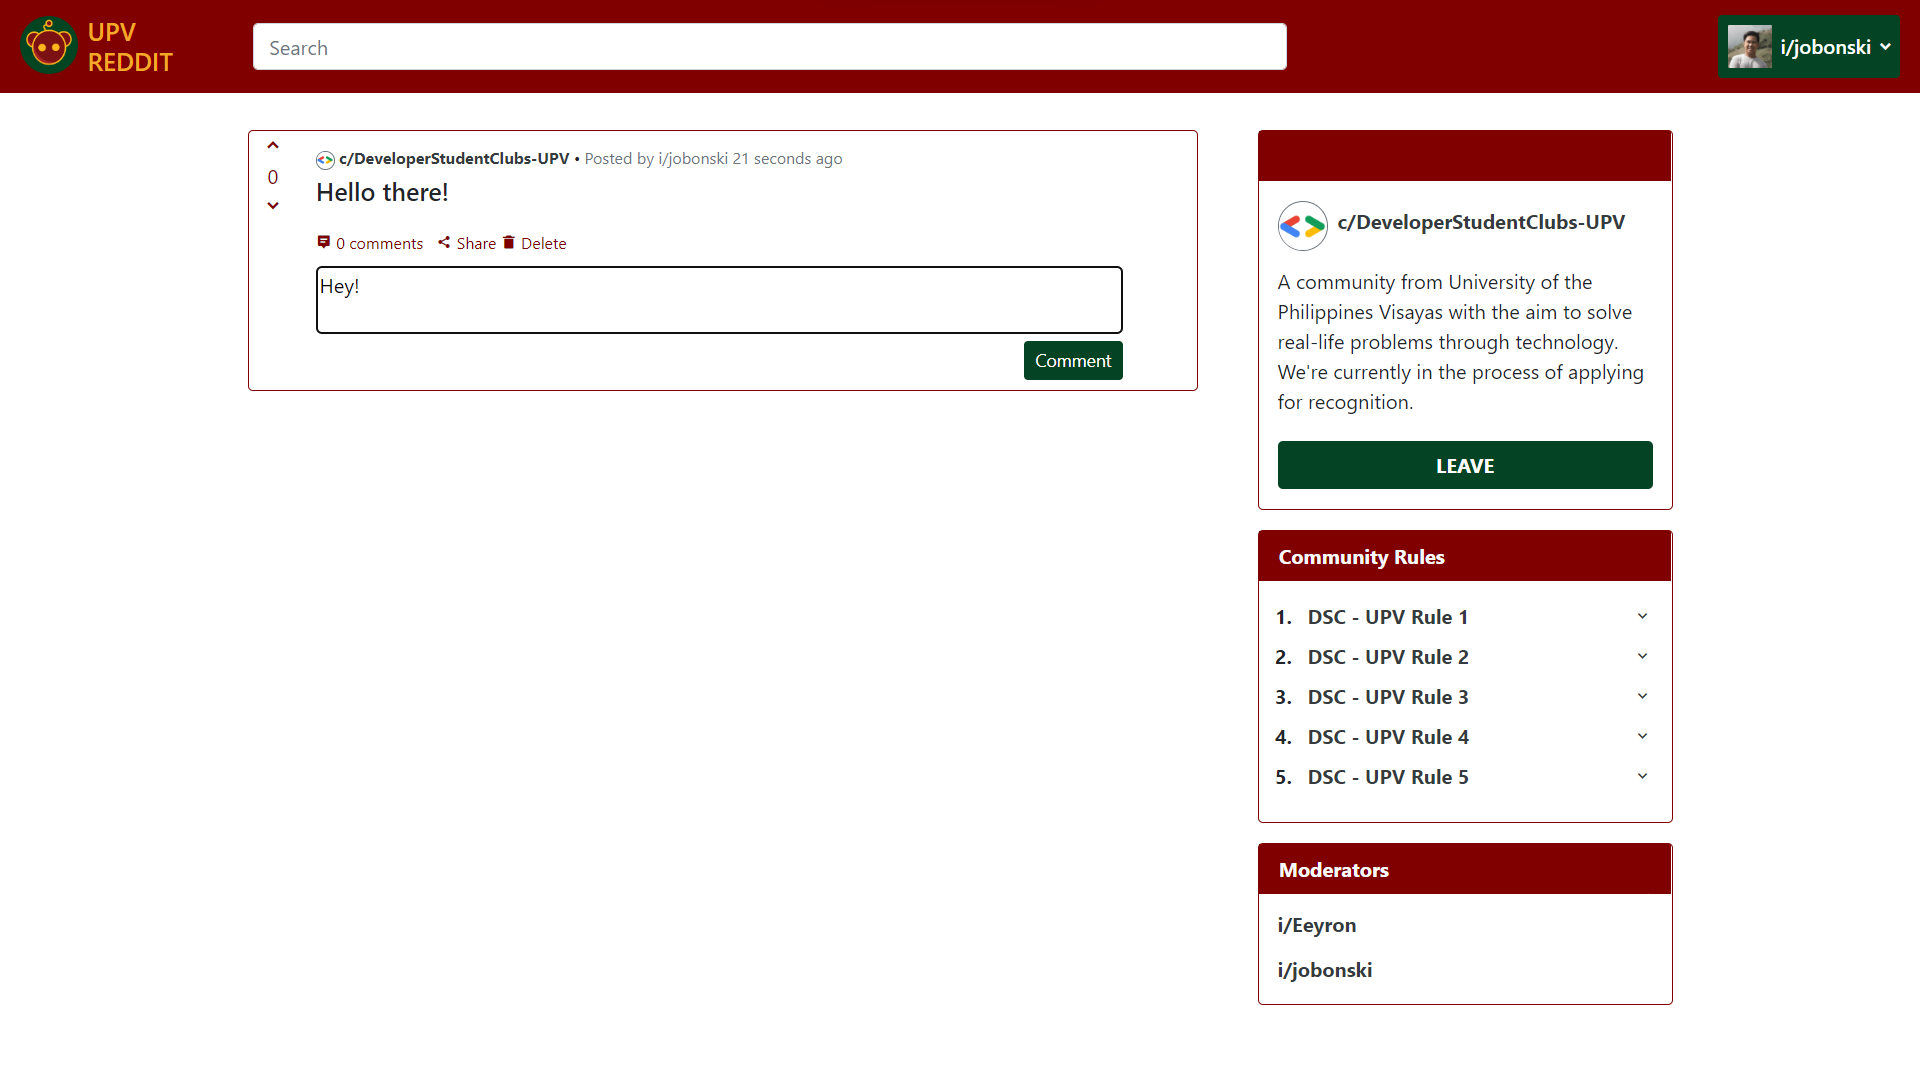 UPV
REDDIT
Search
i/jobonski
c/DeveloperStudentClubs-UPV • Posted by i/jobonski 21 seconds ago
0
Hello there!
0 comments Share Delete
Hey!
Comment
c/DeveloperStudentClubs-UPV
A community from University of the
Philippines Visayas with the aim to solve
real-life problems through technology.
We're currently in the process of applying
for recognition.
LEAVE
Community Rules
1. DSC - UPV Rule 1
2. DSC - UPV Rule 2
3. DSC - UPV Rule 3
4. DSC - UPV Rule 4
5. DSC - UPV Rule 5
Moderators
i/Eeyron
i/jobonski